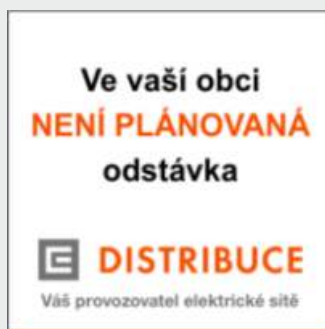 Ve vaší obci
NENÍ PLÁNOVANÁ
odstávka
DISTRIBUCE
Váš provozovatel elektrické sítě